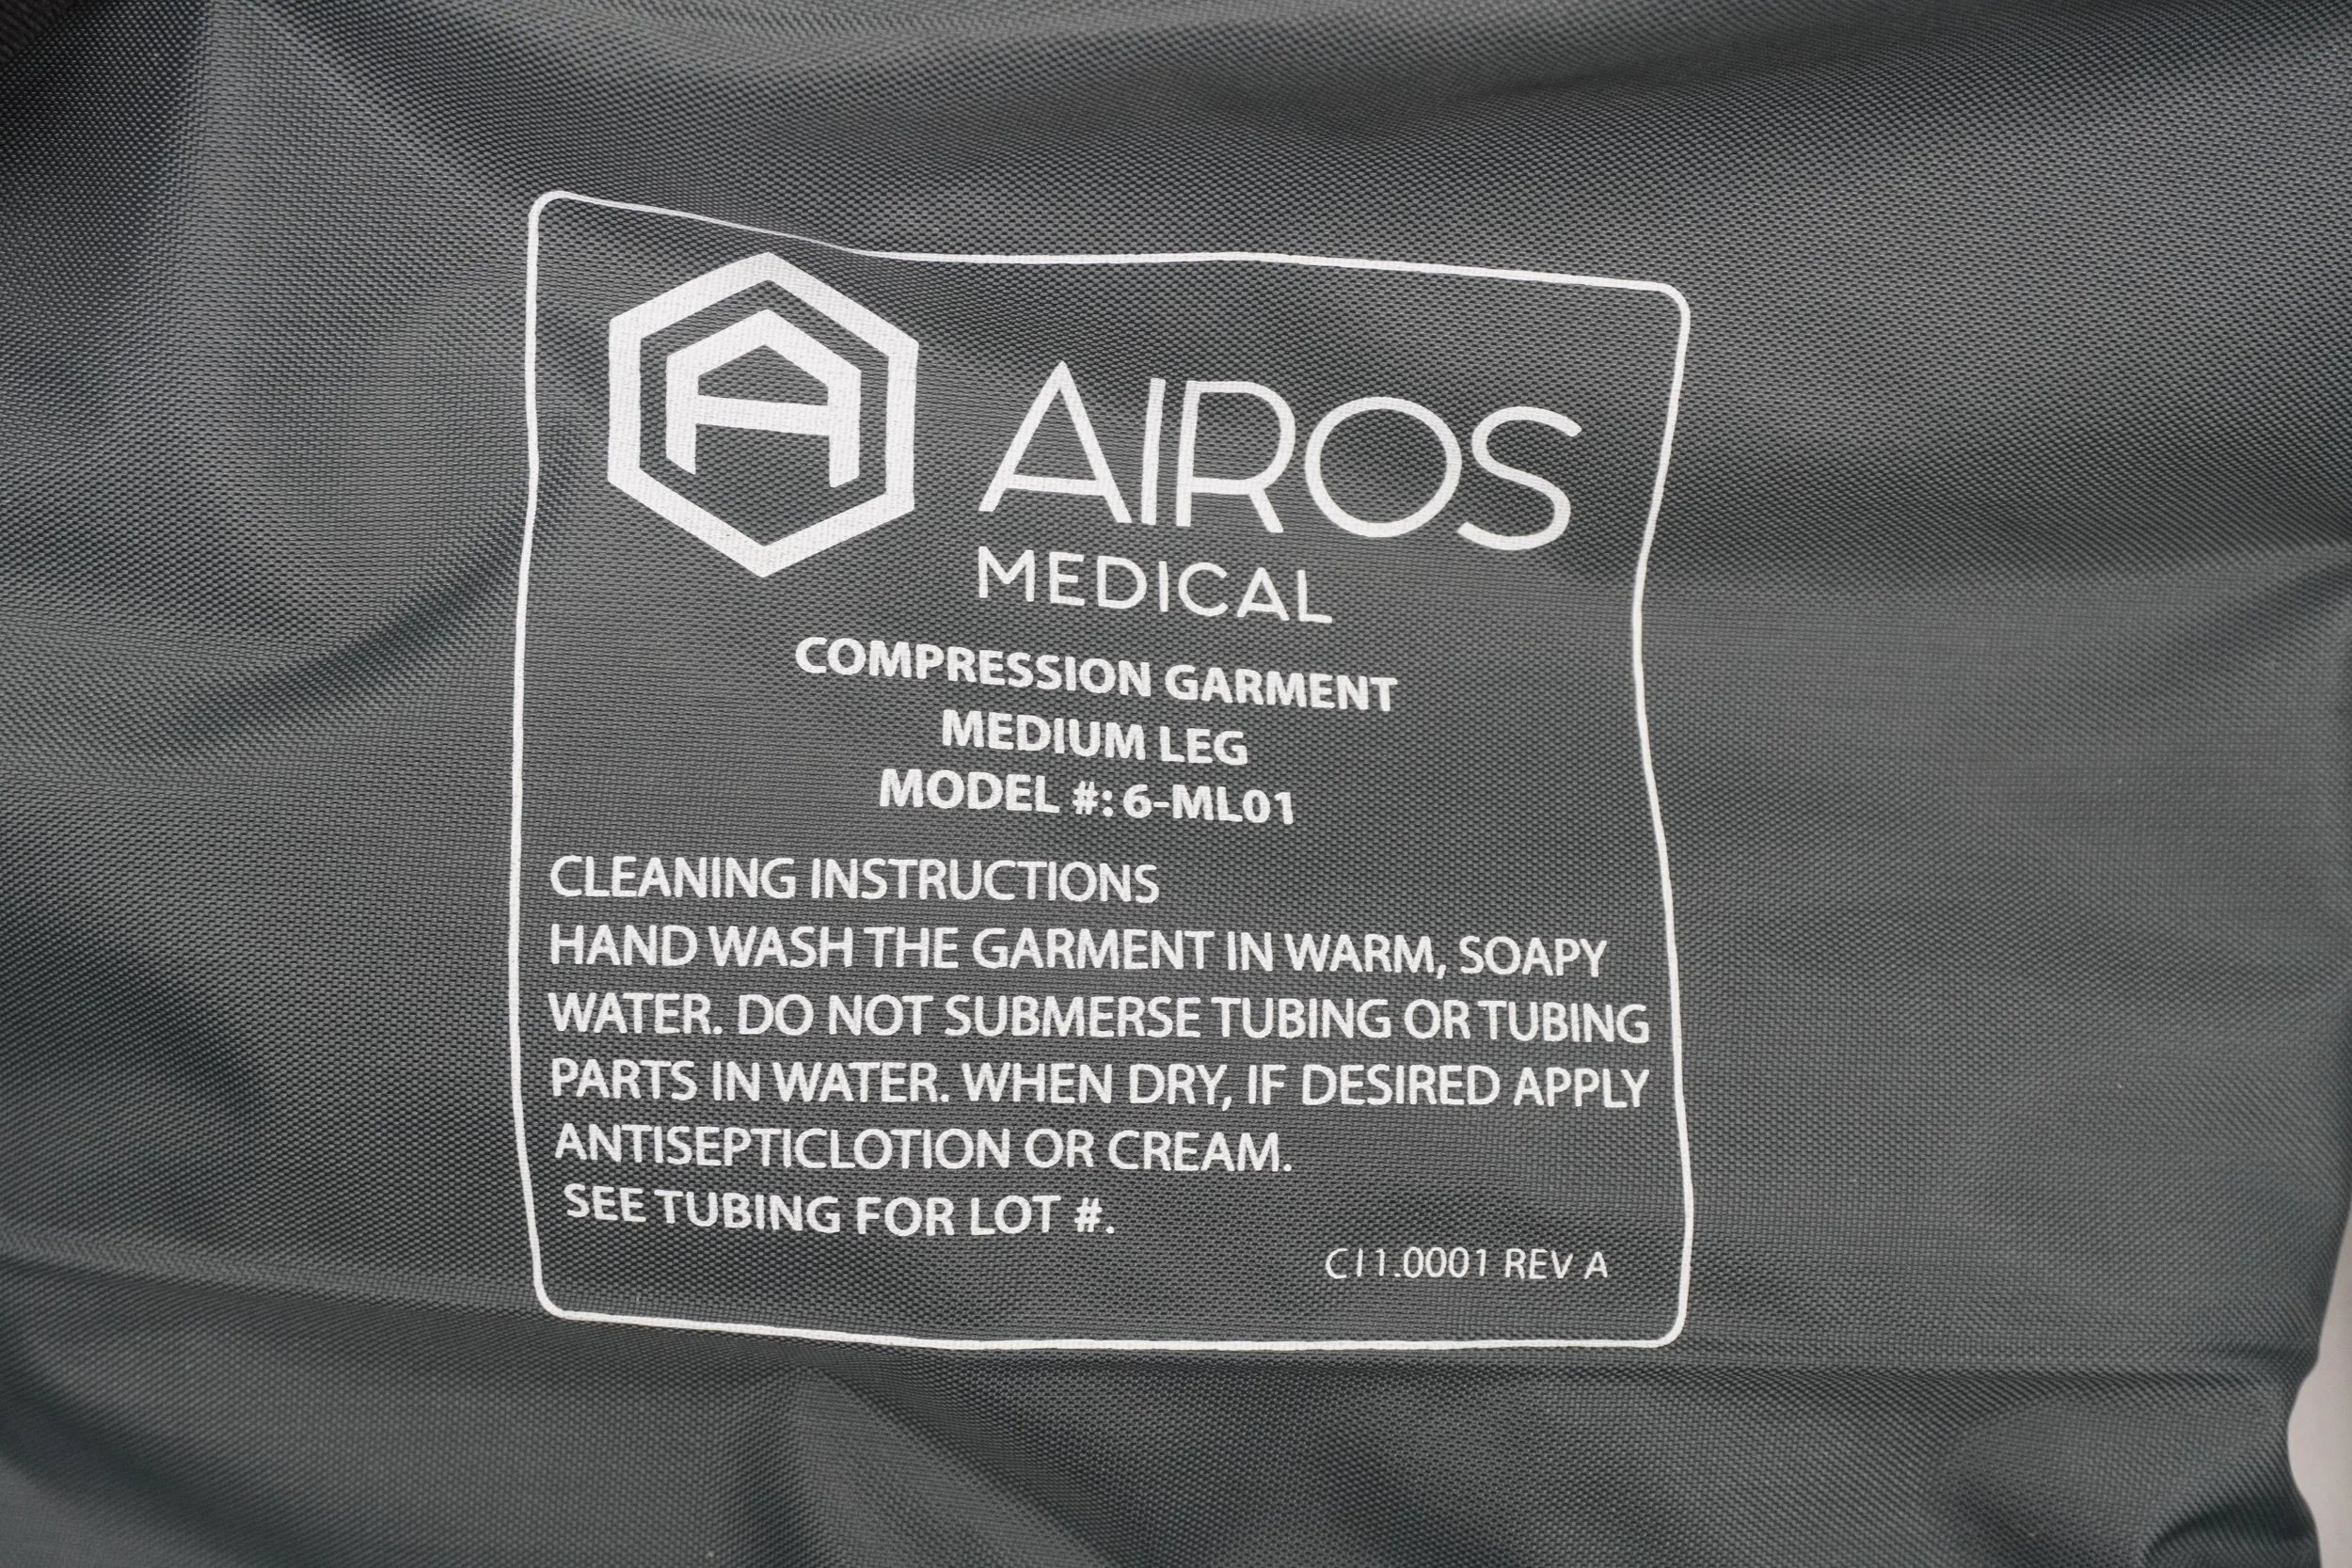 AIROS
MEDICAL
COMPRESSION GARMENT
MEDIUM LEG
MODEL #: 6-ML01
CLEANING INSTRUCTIONS
HAND WASH THE GARMENT IN WARM, SOAPY
WATER. DO NOT SUBMERSE TUBING OR TUBING
PARTS IN WATER. WHEN DRY, IF DESIRED APPLY
ANTISEPTICLOTION OR CREAM.
SEE TUBING FOR LOT #.
CI1.0001 REV A